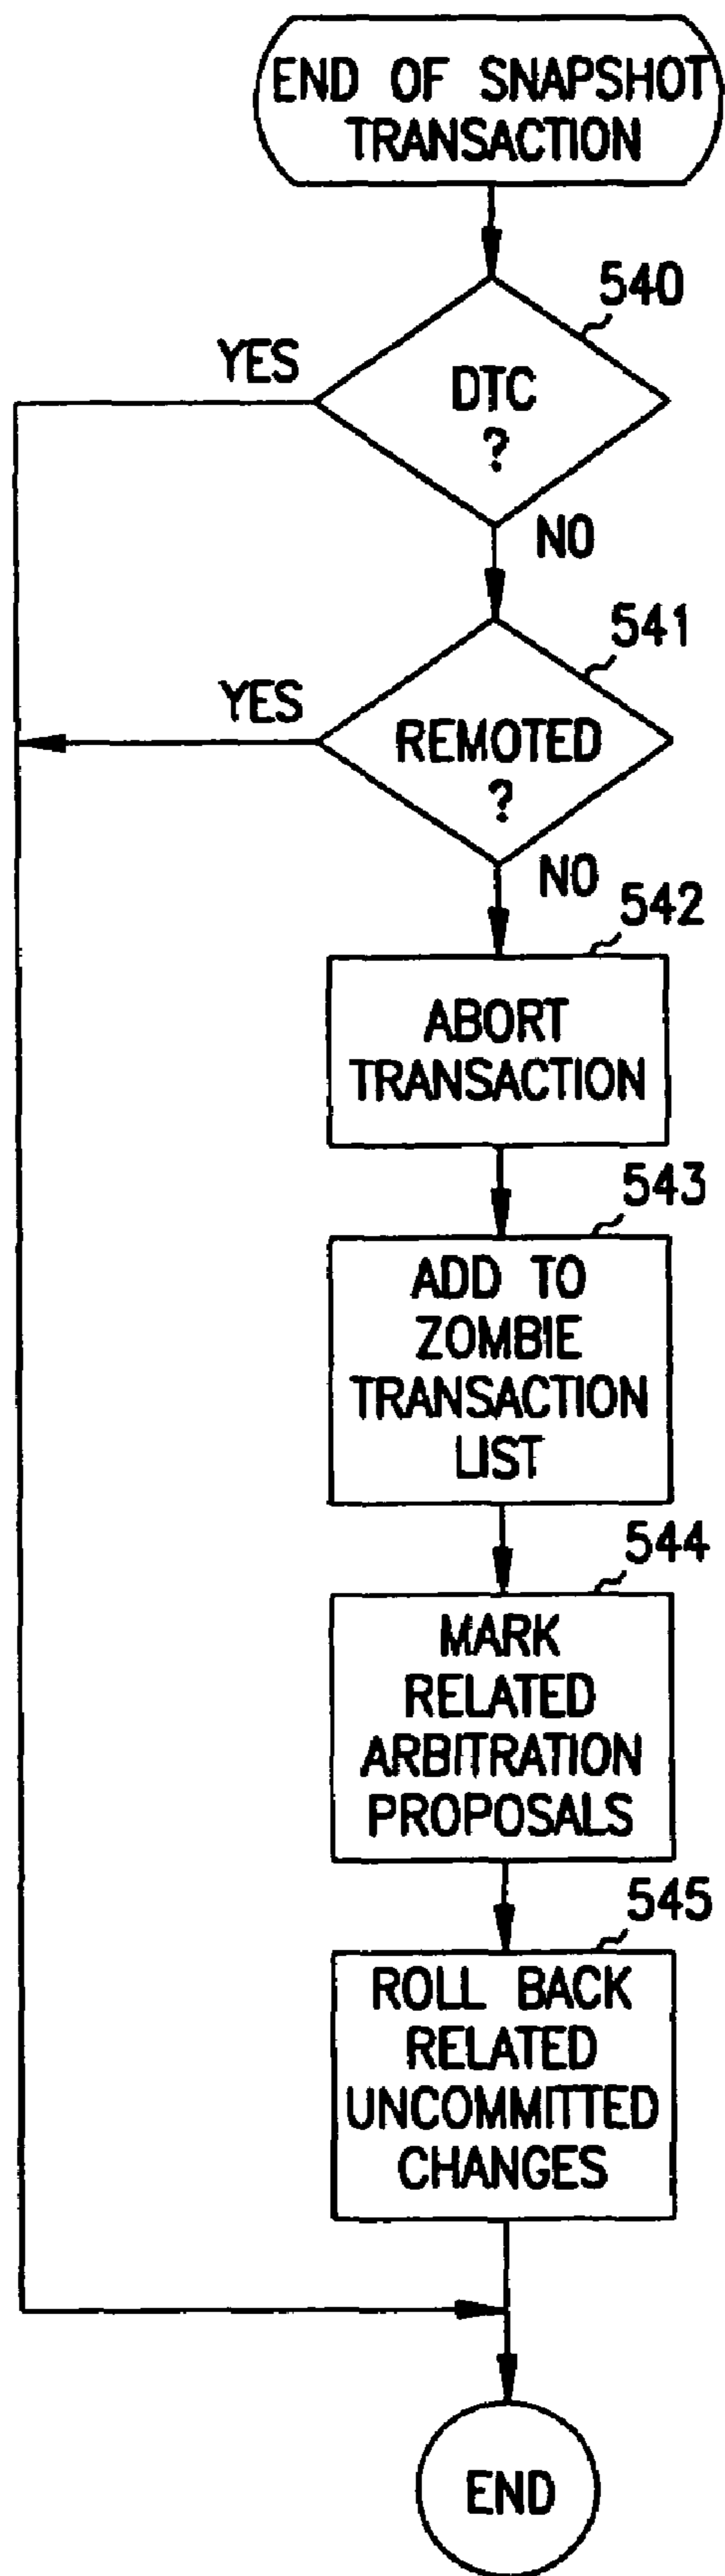 END OF SNAPSHOT
TRANSACTION
540
YES
DTC
?
NO
541
YES
REMOTED
?
NO
542
ABORT
TRANSACTION
543
ADD TO
ZOMBIE
TRANSACTION
LIST
544
MARK
RELATED
ARBITRATION
PROPOSALS
545
ROLL BACK
RELATED
UNCOMMITTED
CHANGES
END